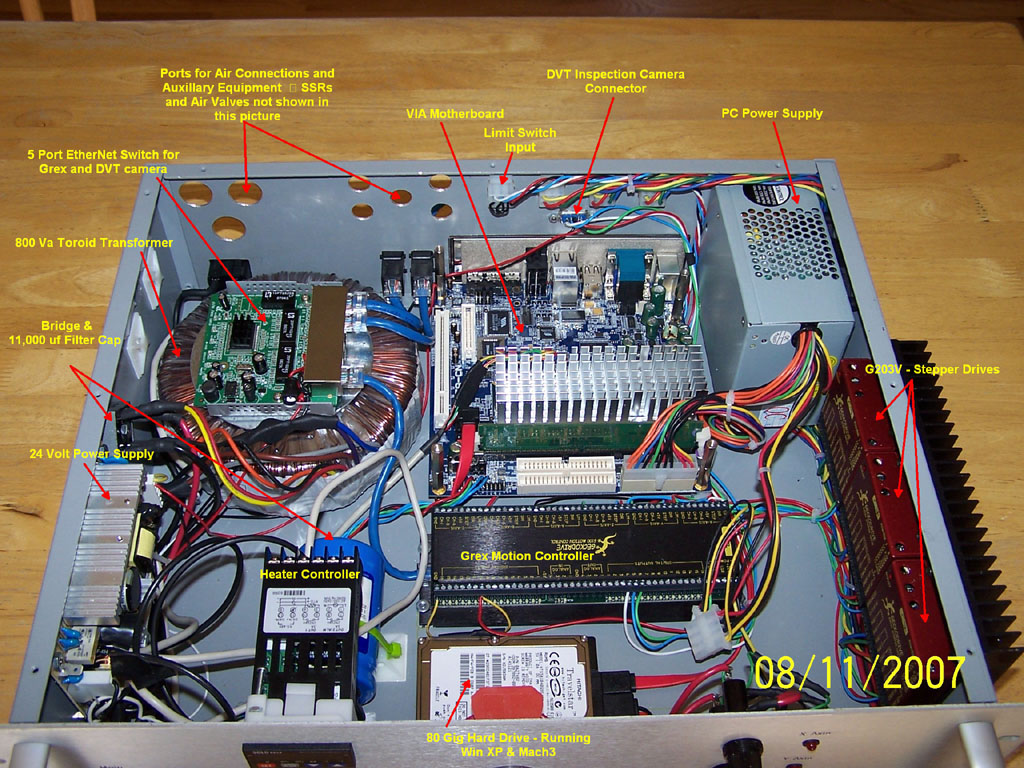 Ports for Air Connections and
Auxillary Equipment □ SSRs
and Air Valves not shown in
this picture
DVT Inspection Camera
Connector
VIA Motherboard
PC Power Supply
Limit Switch
Input
5 Port EtherNet Switch for
Grex and DVT camera
800 Va Toroid Transformer
Bridge &
11,000 uf Filter Cap
G203V - Stepper Drives
24 Volt Power Supply
GECKODRIVE
Grex Motion Controller
Heater Controller
HITACHI
Travelstar
08/11/2007
80 Gig Hard Drive - Running
Win XP & Mach3
X Axis